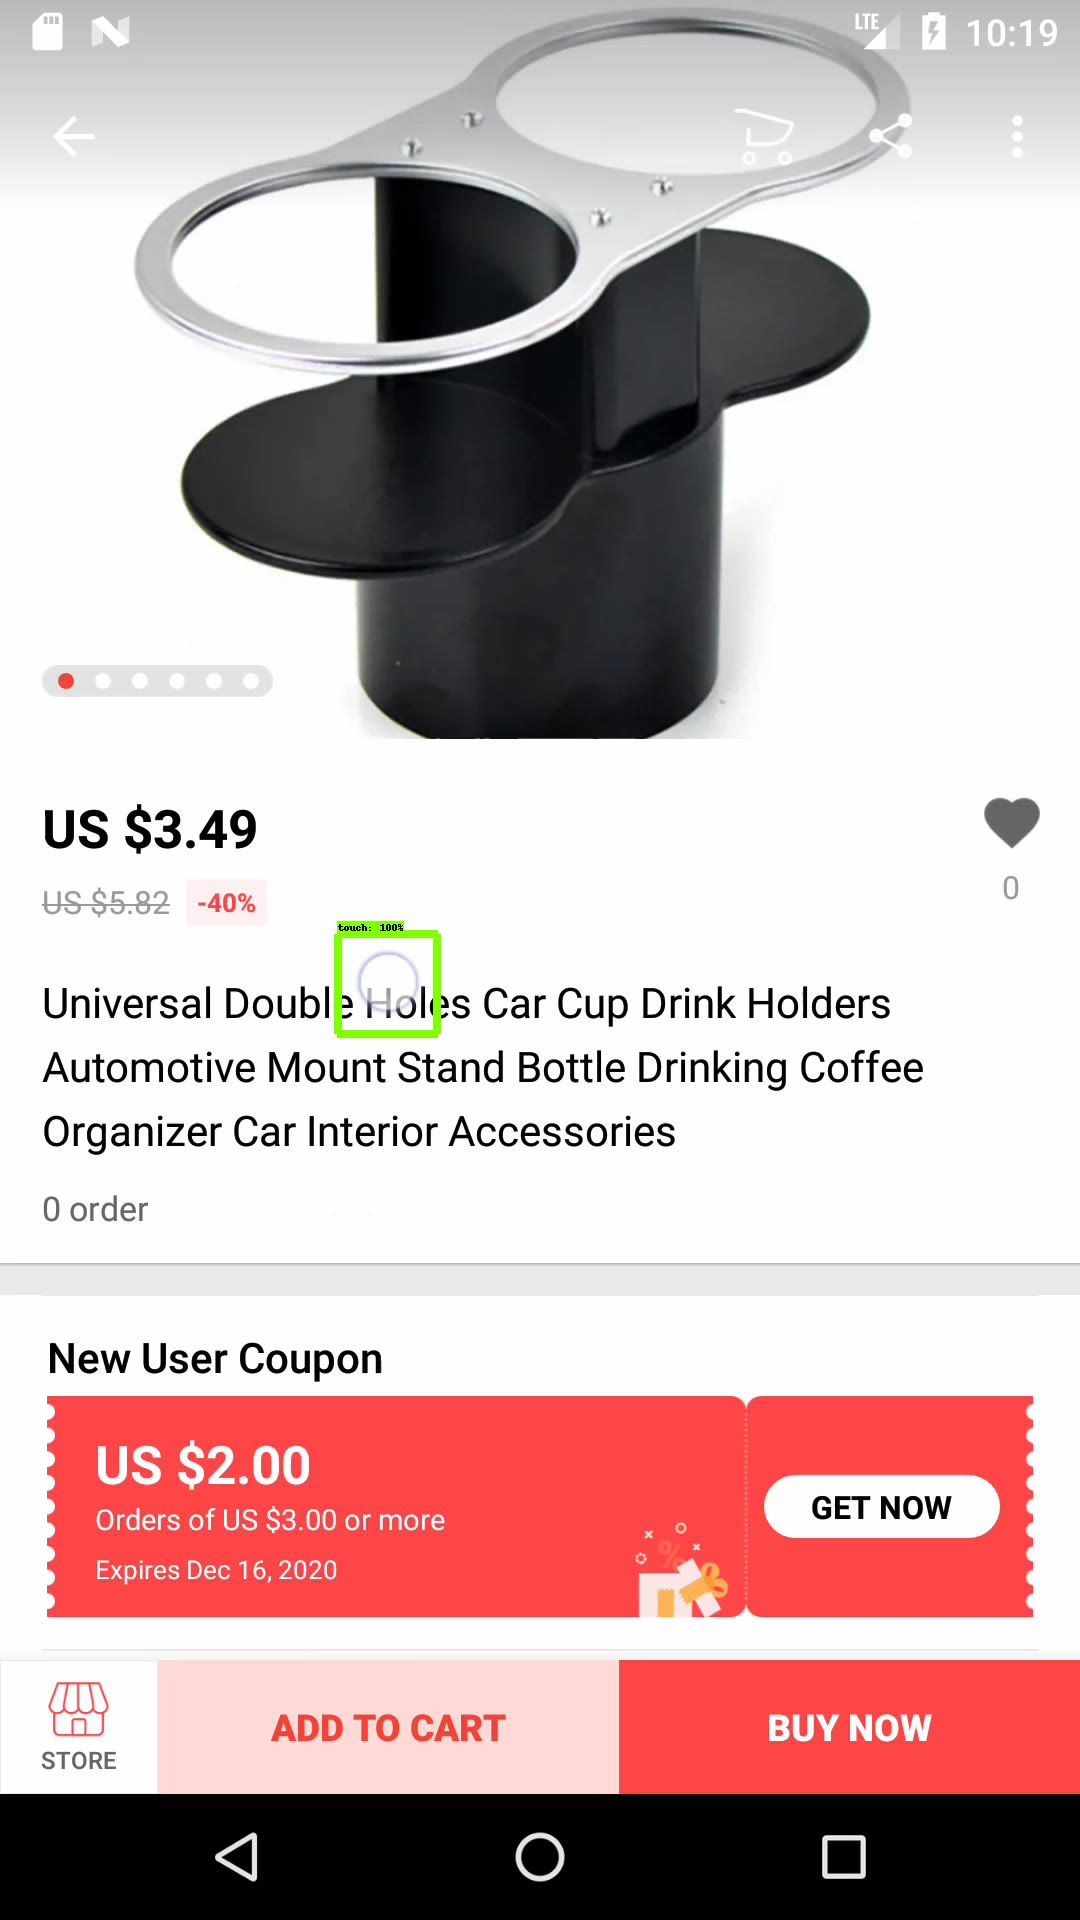 LTE 10:19
US $3.49
US $5.82 -40%
0
touch: 100%
Universal Double Holes Car Cup Drink Holders
Automotive Mount Stand Bottle Drinking Coffee
Organizer Car Interior Accessories
0 order
New User Coupon
US $2.00
Orders of US $3.00 or more
Expires Dec 16, 2020
%
GET NOW
STORE
ADD TO CART
BUY NOW